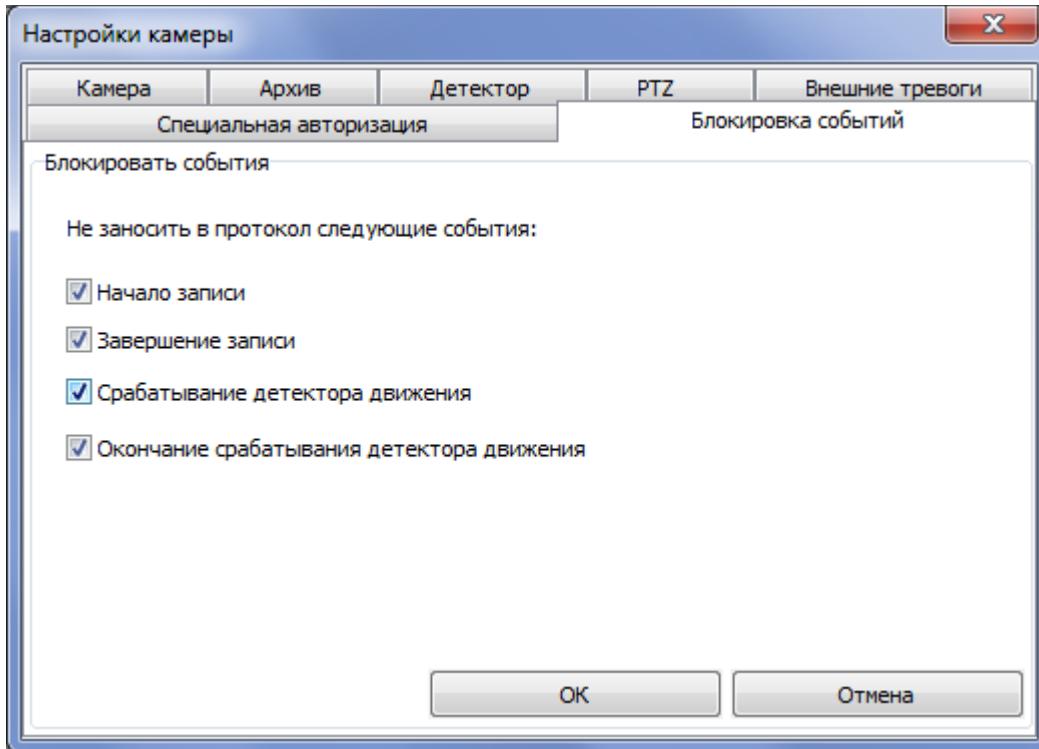 Настройки камеры
Камера Архив Детектор PTZ Внешние тревоги
Специальная авторизация Блокировка событий
Блокировать события
Не заносить в протокол следующие события:
Начало записи
Завершение записи
Срабатывание детектора движения
Окончание срабатывания детектора движения
OK Отмена